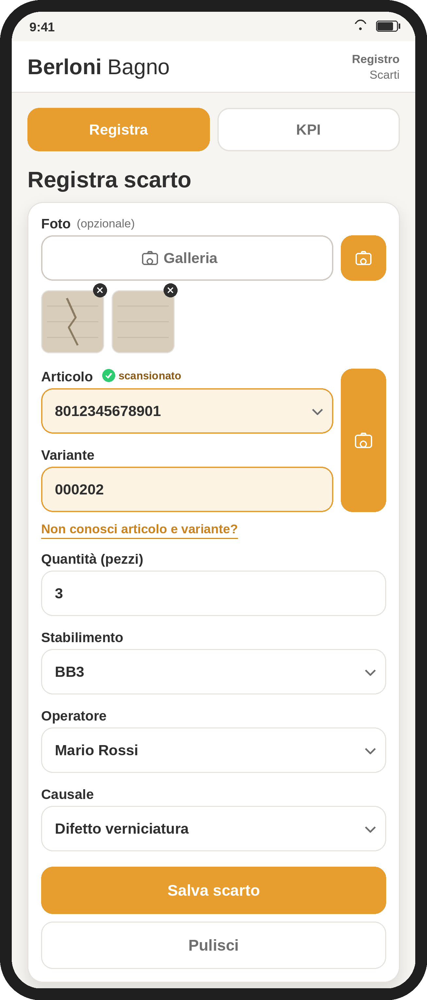 9:41
Berloni Bagno
Registro
Scarti
Registra
KPI
Registra scarto
Foto (opzionale)
Galleria
Articolo scansionato
8012345678901
Variante
000202
Non conosci articolo e variante?
Quantità (pezzi)
3
Stabilimento
BB3
Operatore
Mario Rossi
Causale
Difetto verniciatura
Salva scarto
Pulisci